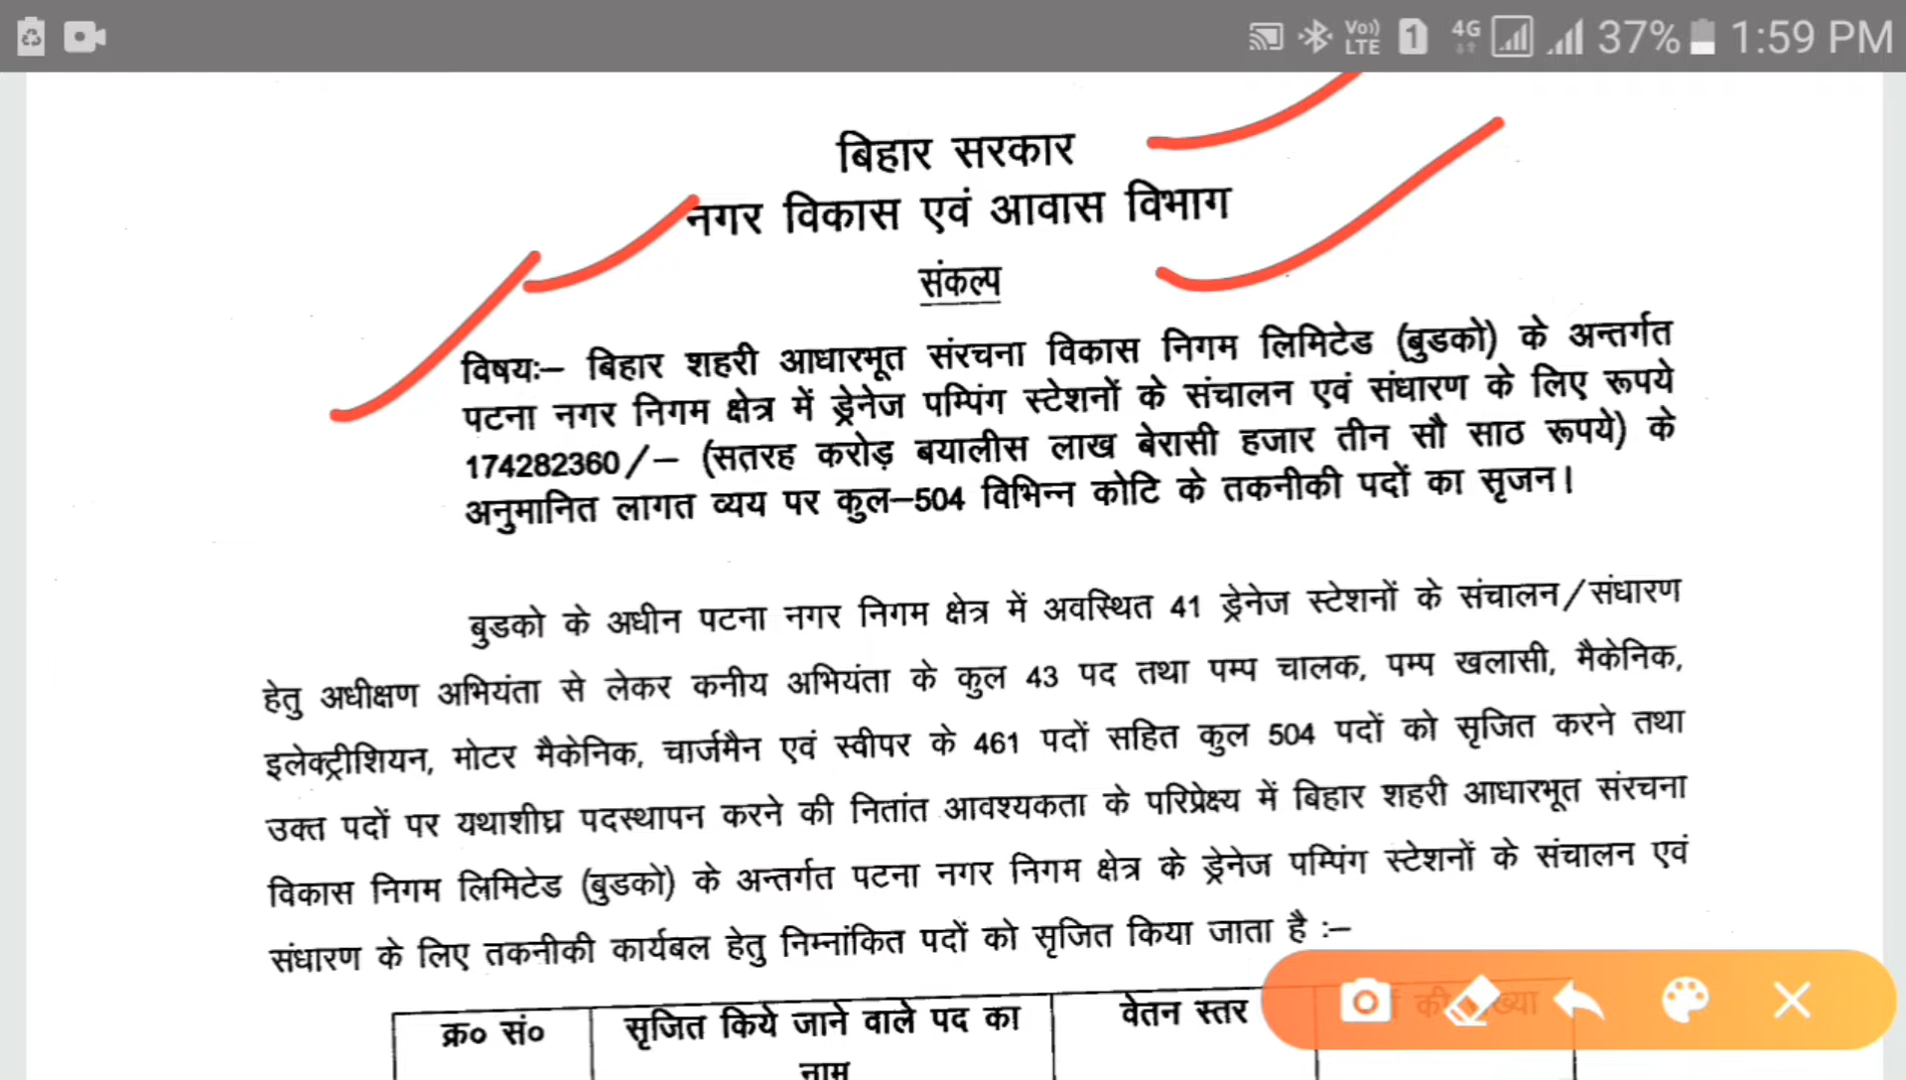 Vo))
LTE
1
4G
37%
1:59 PM
बिहार सरकार
नगर विकास एवं आवास विभाग
संकल्प
विषयः– बिहार शहरी आधारभूत संरचना विकास निगम लिमिटेड (बुडको) के अन्तर्गत
पटना नगर निगम क्षेत्र में ड्रेनेज पम्पिंग स्टेशनों के संचालन एवं संधारण के लिए रूपये
174282360/– (सतरह करोड़ बयालीस लाख बेरासी हजार तीन सौ साठ रूपये) के
अनुमानित लागत व्यय पर कुल–504 विभिन्न कोटि के तकनीकी पदों का सृजन।
बुडको के अधीन पटना नगर निगम क्षेत्र में अवस्थित 41 ड्रेनेज स्टेशनों के संचालन/संधारण
हेतु अधीक्षण अभियंता से लेकर कनीय अभियंता के कुल 43 पद तथा पम्प चालक, पम्प खलासी, मैकेनिक,
इलेक्ट्रीशियन, मोटर मैकेनिक, चार्जमैन एवं स्वीपर के 461 पदों सहित कुल 504 पदों को सृजित करने तथा
उक्त पदों पर यथाशीघ्र पदस्थापन करने की नितांत आवश्यकता के परिप्रेक्ष्य में बिहार शहरी आधारभूत संरचना
विकास निगम लिमिटेड (बुडको) के अन्तर्गत पटना नगर निगम क्षेत्र के ड्रेनेज पम्पिंग स्टेशनों के संचालन एवं
संधारण के लिए तकनीकी कार्यबल हेतु निम्नांकित पदों को सृजित किया जाता है :–
क्र० सं० सृजित किये जाने वाले पद का वेतन स्तर की
नाम